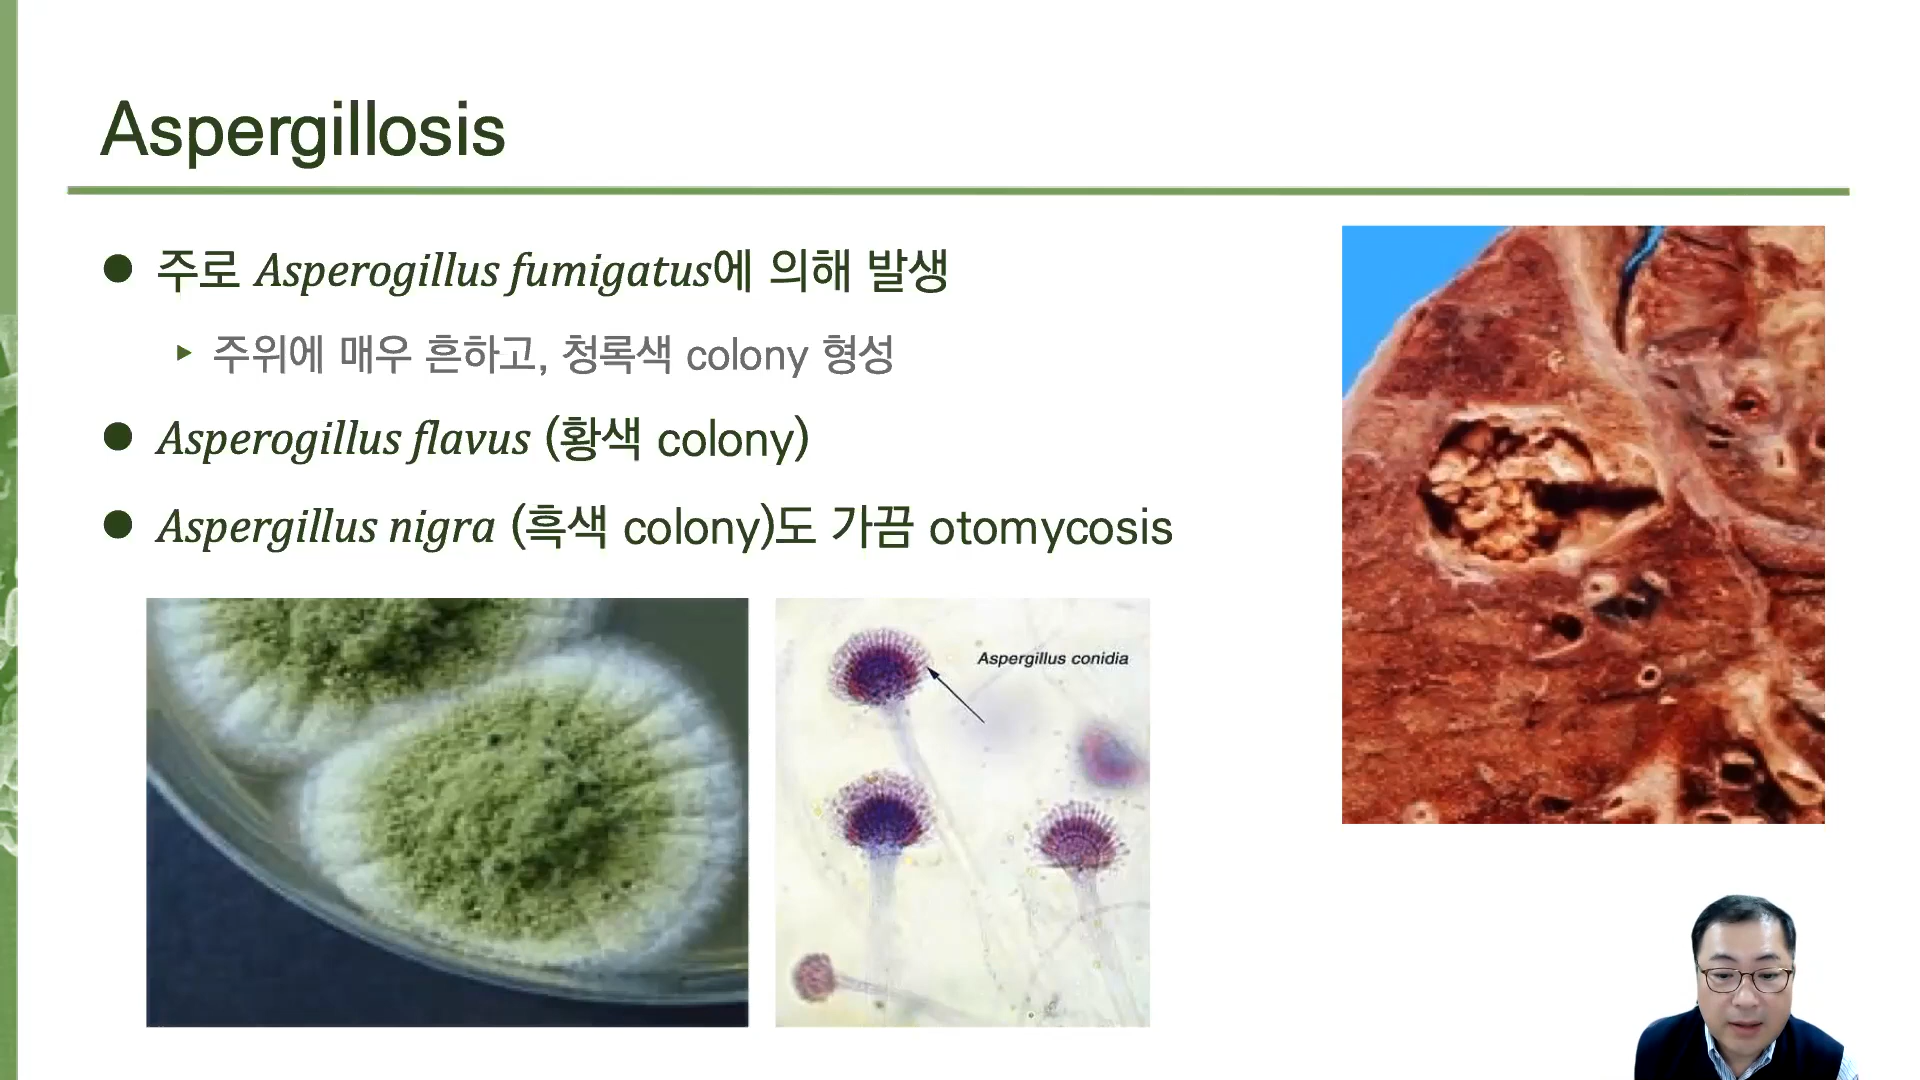 Aspergillosis
주로 Asperogillus fumigatus에 의해 발생
주위에 매우 흔하고, 청록색 colony 형성
Asperogillus flavus (황색 colony)
Aspergillus nigra (흑색 colony)도 가끔 otomycosis
Aspergillus conidia